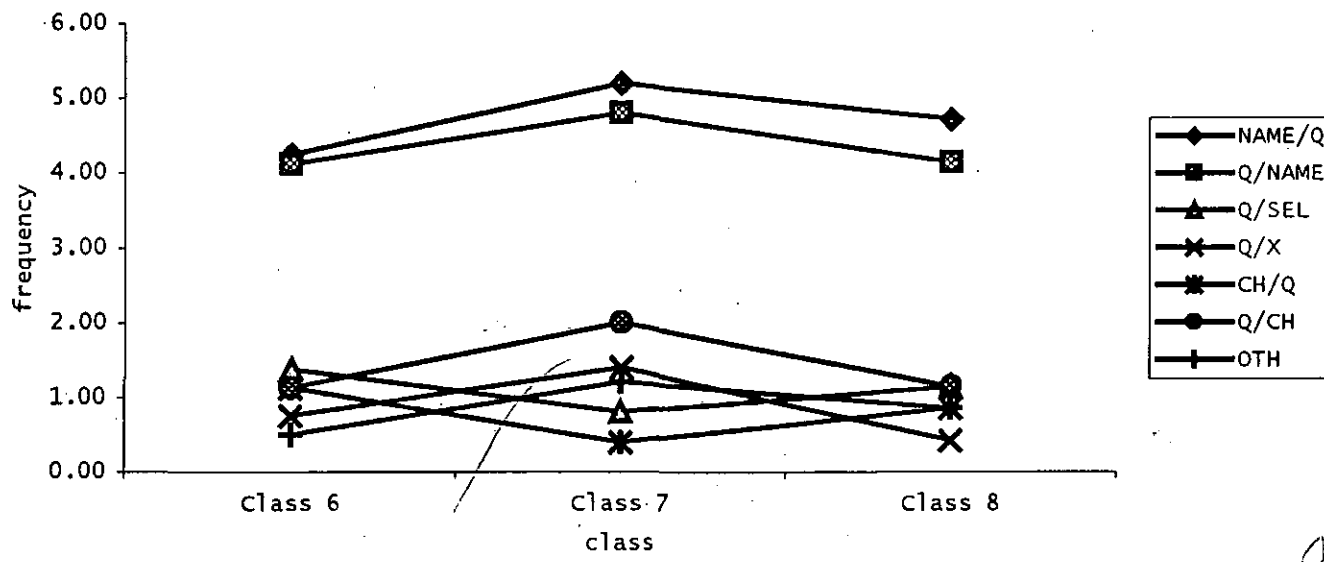 6.00
5.00
4.00
3.00
2.00
1.00
0.00
frequency
Class 6
Class 7
Class 8
class
NAME/Q
Q/NAME
Q/SEL
Q/X
CH/Q
Q/CH
OTH